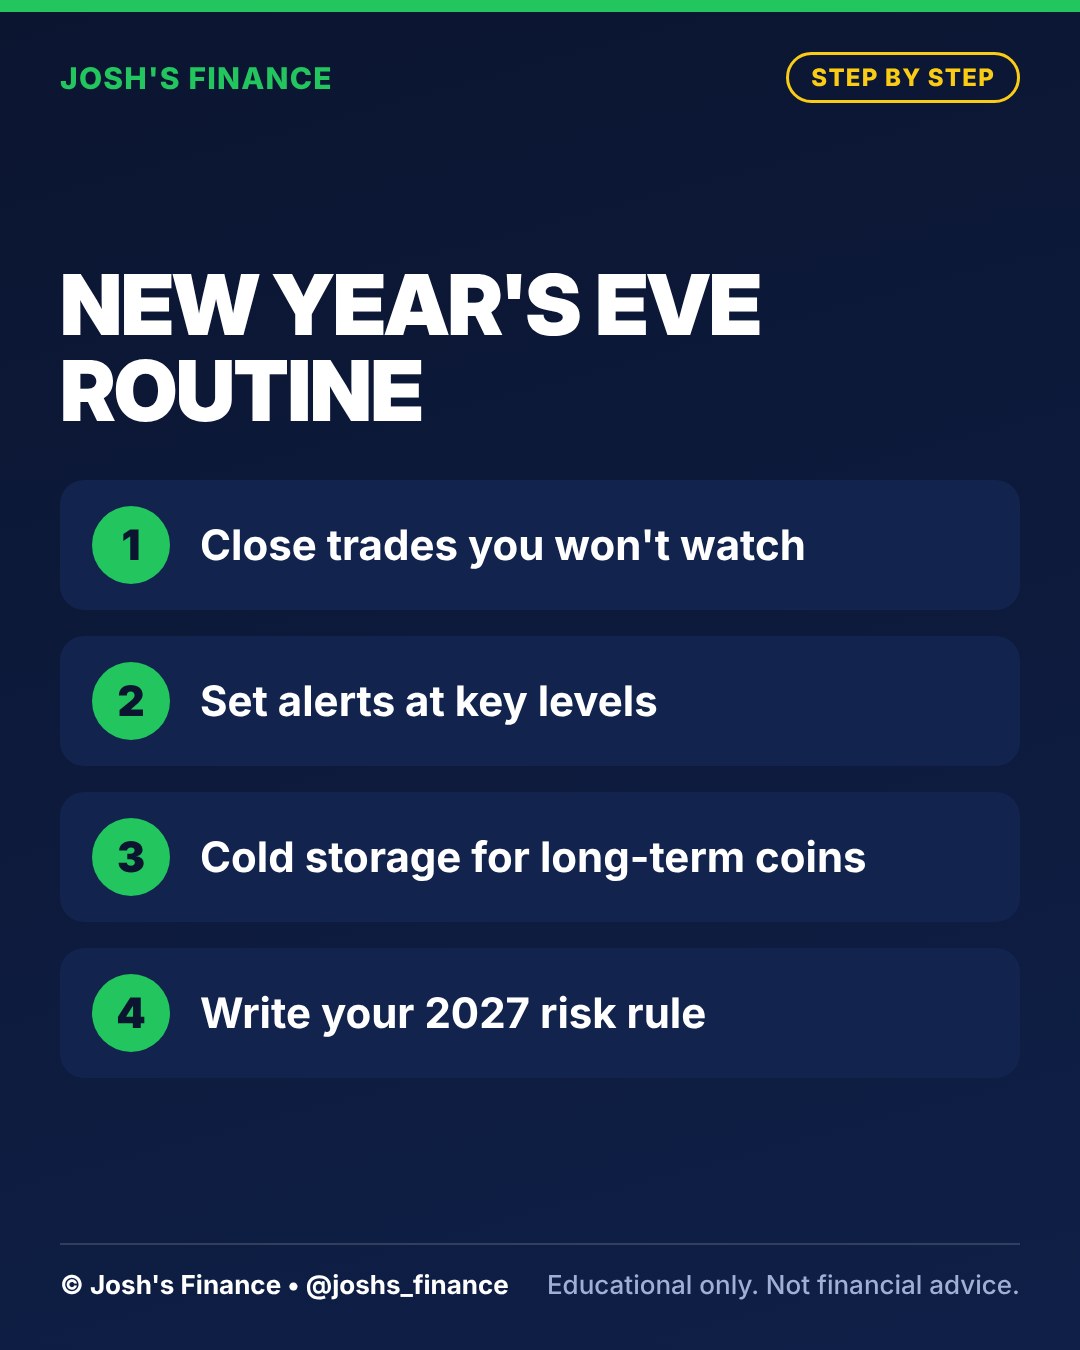 JOSH'S FINANCE
STEP BY STEP
NEW YEAR'S EVE
ROUTINE
1 Close trades you won't watch
2 Set alerts at key levels
3 Cold storage for long-term coins
4 Write your 2027 risk rule
© Josh's Finance • @joshs_finance Educational only. Not financial advice.